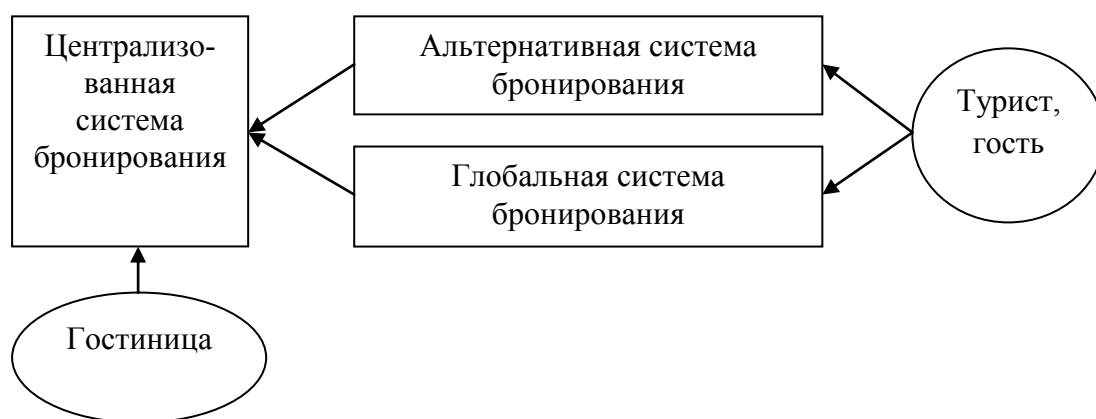 Централизо-
ванная
система
бронирования
Альтернативная система
бронирования
Глобальная система
бронирования
Турист,
гость
Гостиница